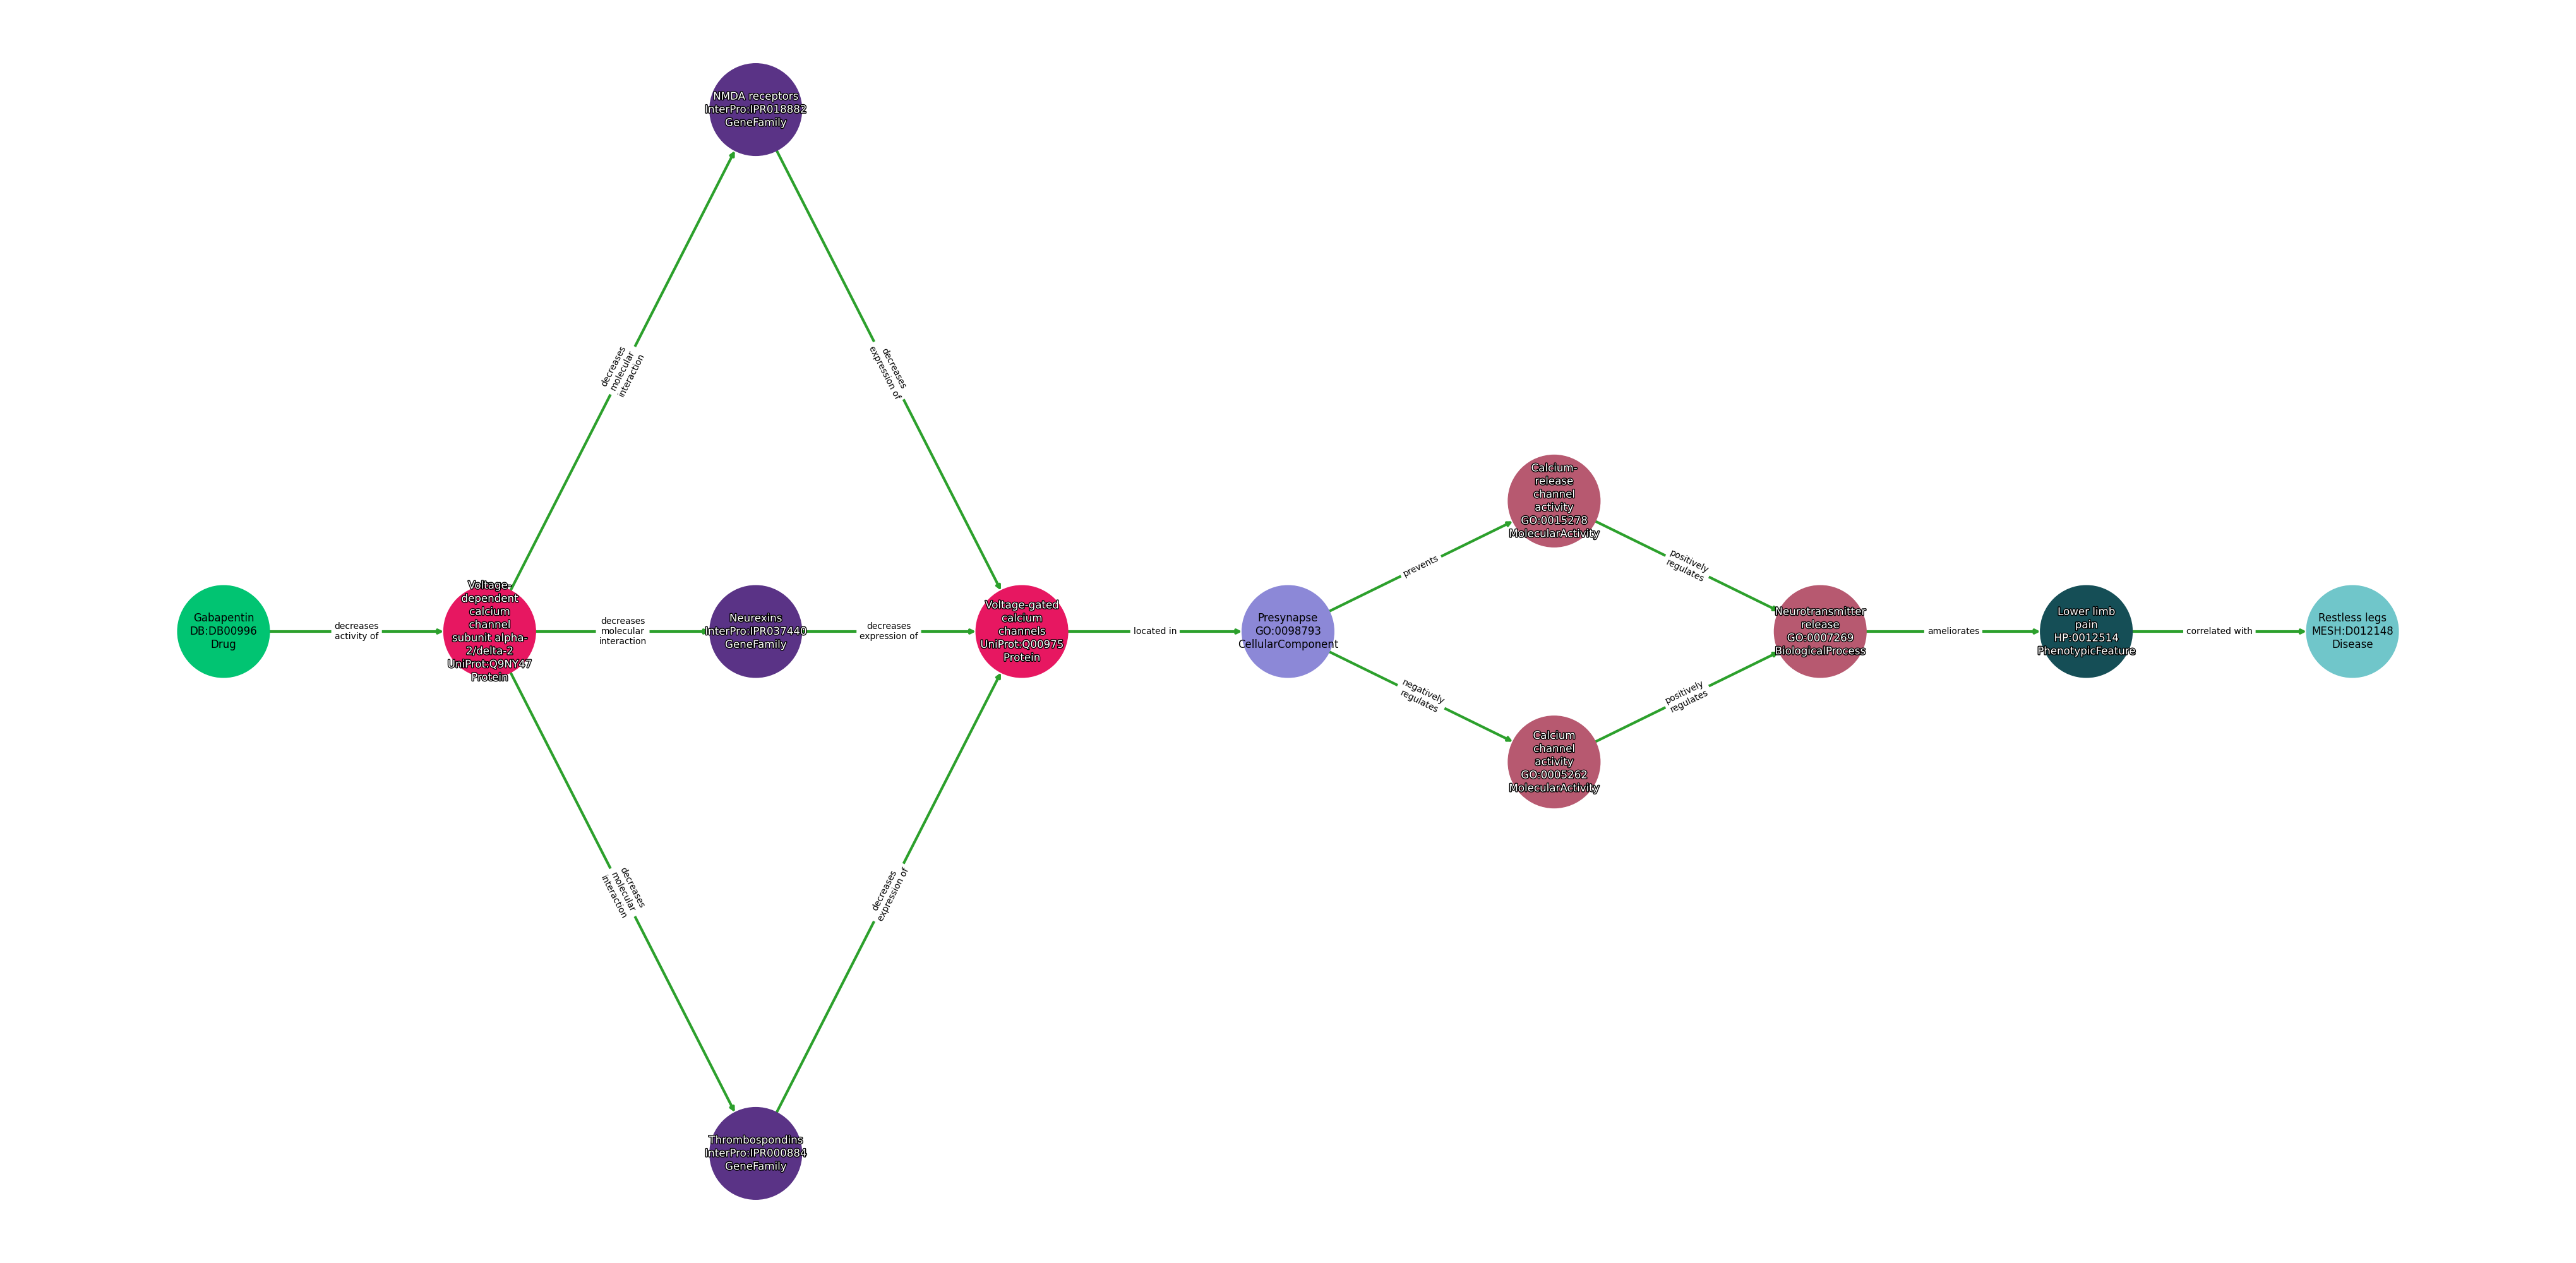 NMDA receptors
InterPro:IPR018882
GeneFamily
decreases
molecular
interaction
decreases
expression of
Calcium-
release
channel
activity
GO:0015278
MolecularActivity
prevents
positively
regulates
Gabapentin
DB:DB00996
Drug
decreases
activity of
Voltage-
dependent
calcium
channel
subunit alpha-
2/delta-2
UniProt:Q9NY47
Protein
decreases
molecular
interaction
Neurexins
InterPro:IPR037440
GeneFamily
decreases
expression of
Voltage-gated
calcium
channels
UniProt:Q00975
Protein
located in
Presynapse
GO:0098793
CellularComponent
Neurotransmitter
release
GO:0007269
BiologicalProcess
ameliorates
Lower limb
pain
HP:0012514
PhenotypicFeature
correlated with
Restless legs
MESH:D012148
Disease
negatively
regulates
positively
regulates
Calcium
channel
activity
GO:0005262
MolecularActivity
decreases
molecular
interaction
decreases
expression of
Thrombospondins
InterPro:IPR000884
GeneFamily